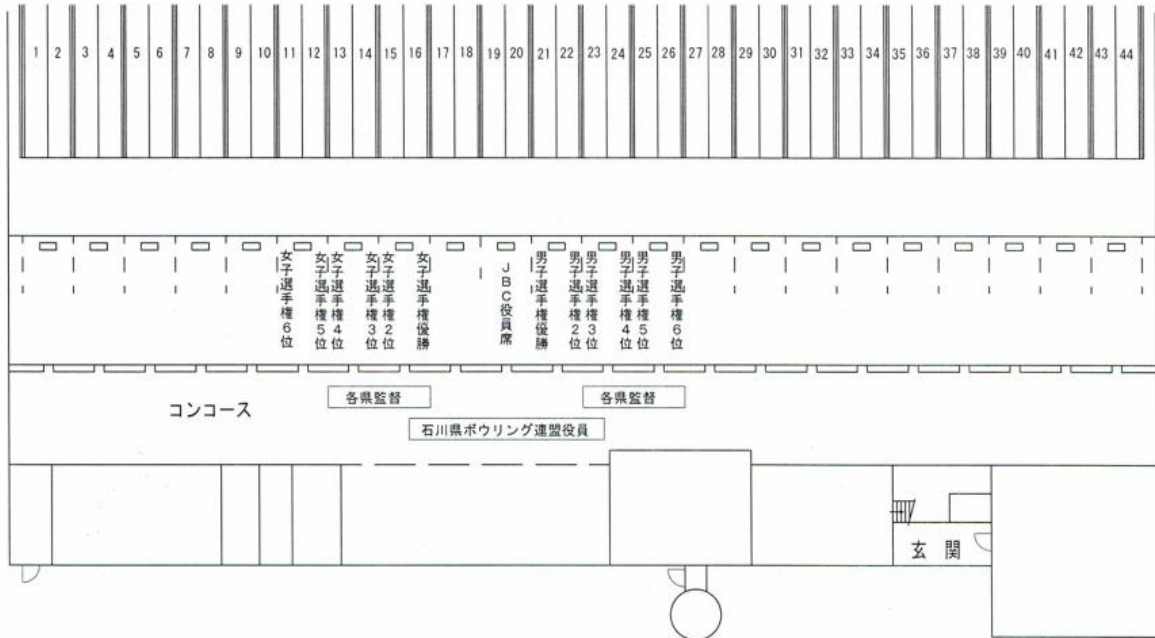 1 2 3 4 5 6 7 8 9 10 11 12 13 14 15 16 17 18 19 20 21 22 23 24 25 26 27 28 29 30 31 32 33 34 35 36 37 38 39 40 41 42 43 44
女子選手権6位
女子選手権5位
女子選手権4位
女子選手権3位
女子選手権2位
女子選手権優勝
JBC役員席
男子選手権優勝
男子選手権2位
男子選手権3位
男子選手権4位
男子選手権5位
男子選手権6位
各県監督
各県監督
コンコース
石川県ボウリング連盟役員
玄関